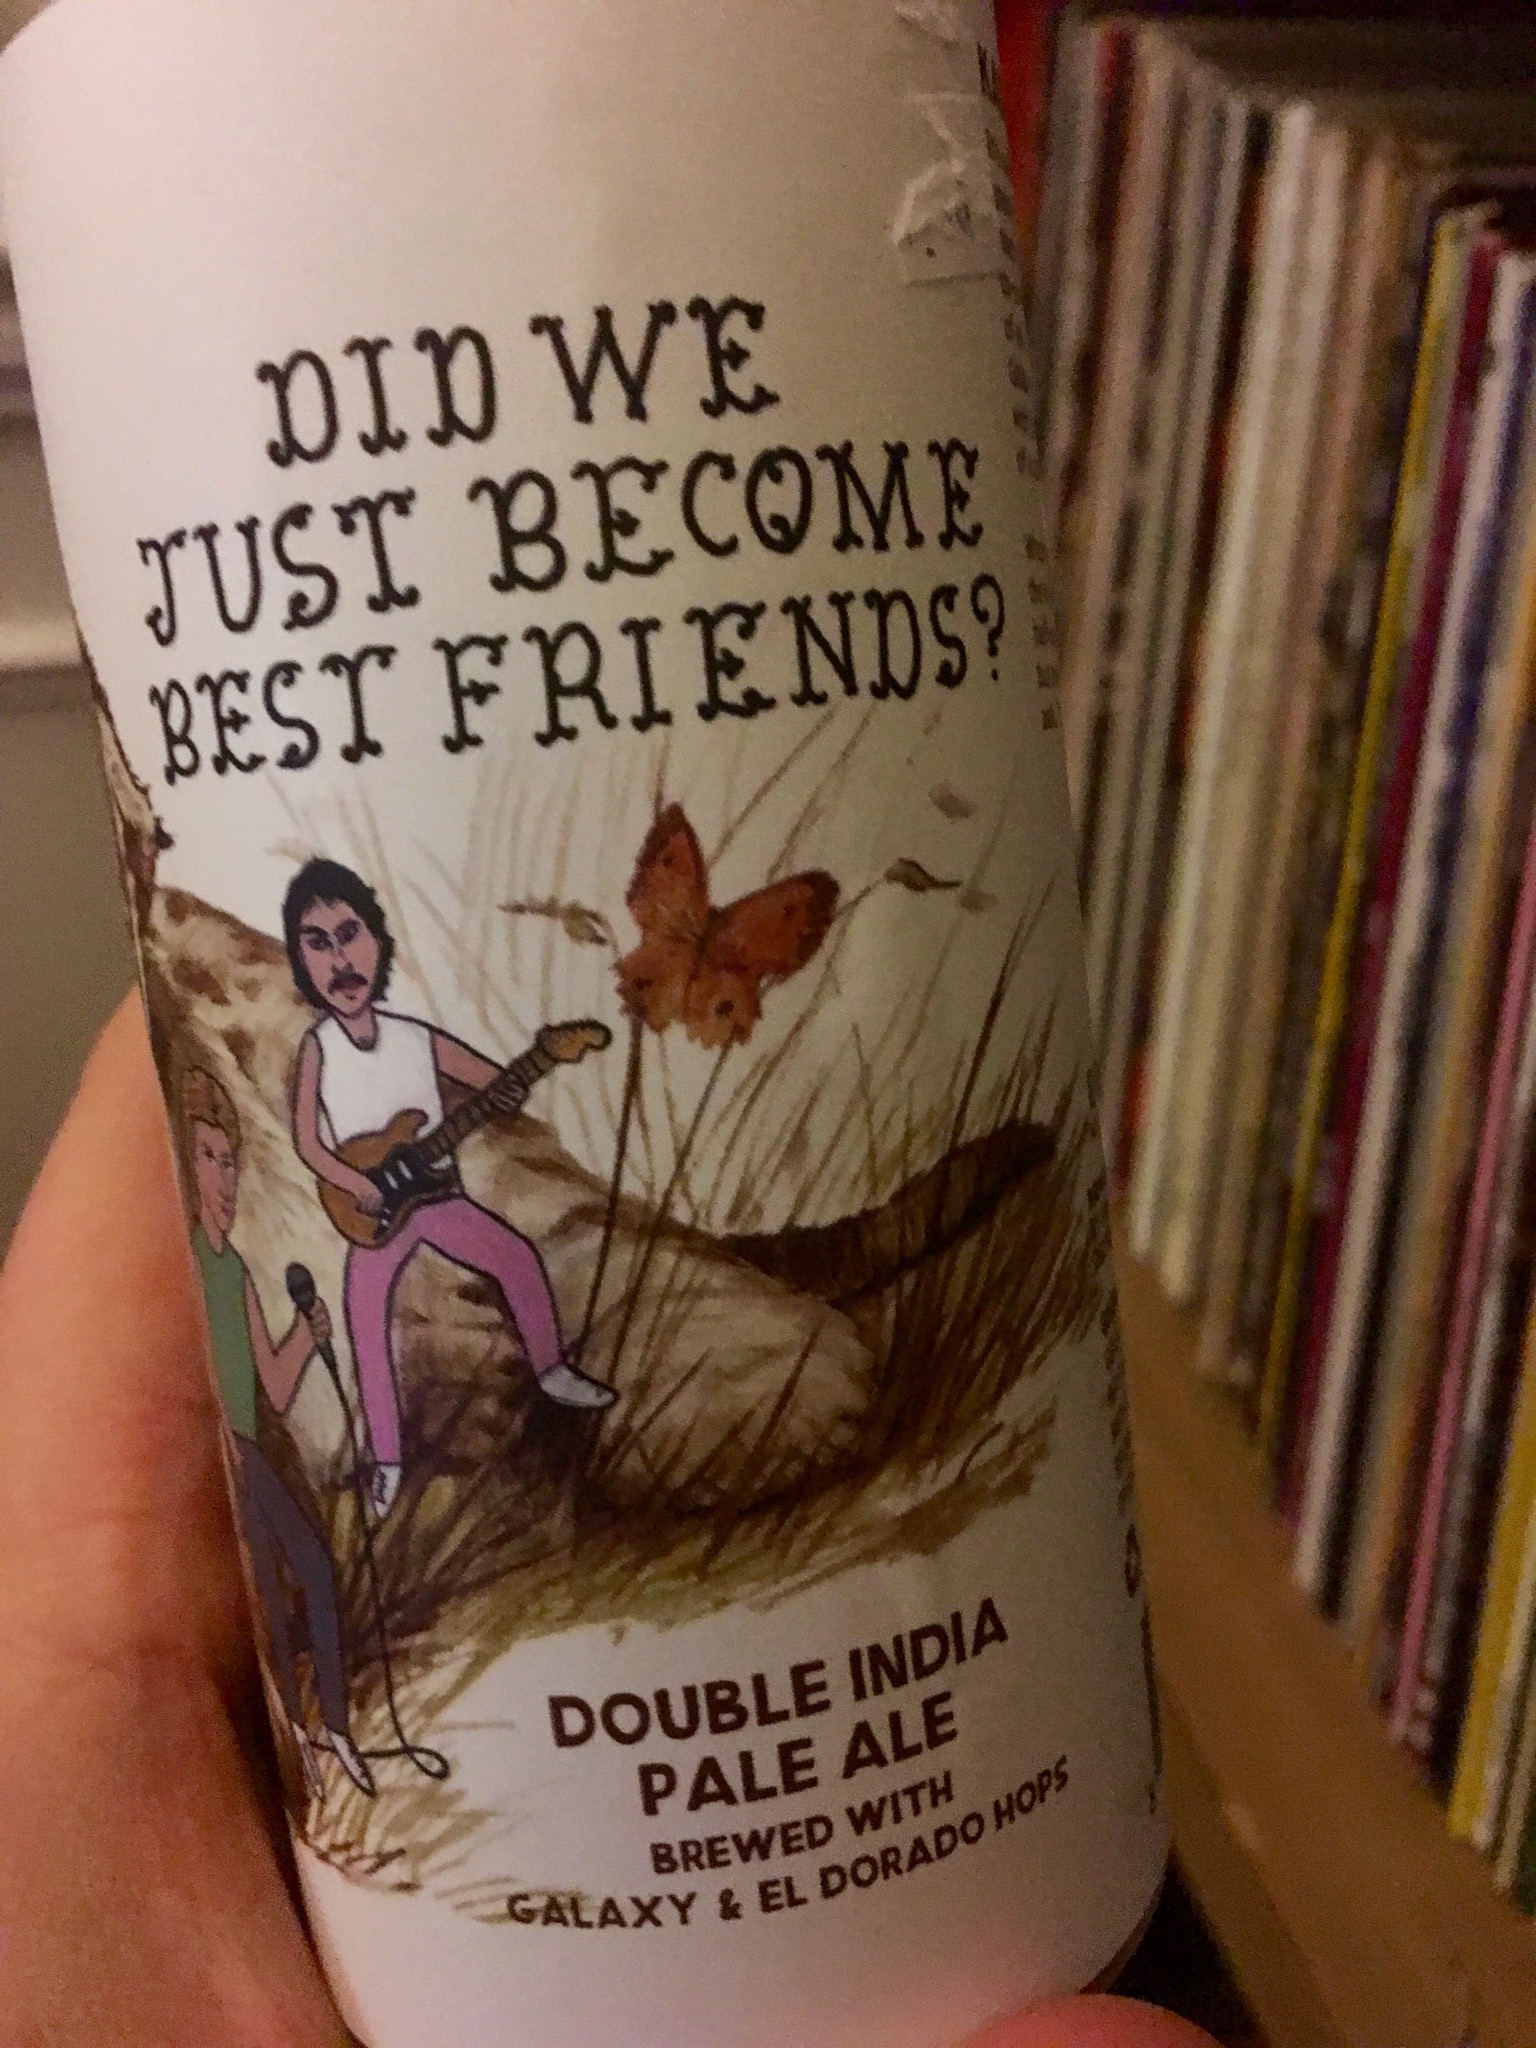 DID WE
JUST BECOME
BEST FRIENDS?
DOUBLE INDIA
PALE ALE
BREWED WITH
GALAXY & EL DORADO HOPS